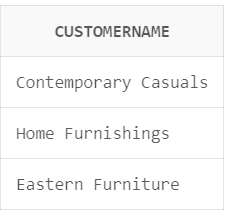 CUSTOMERNAME
Contemporary Casuals
Home Furnishings
Eastern Furniture